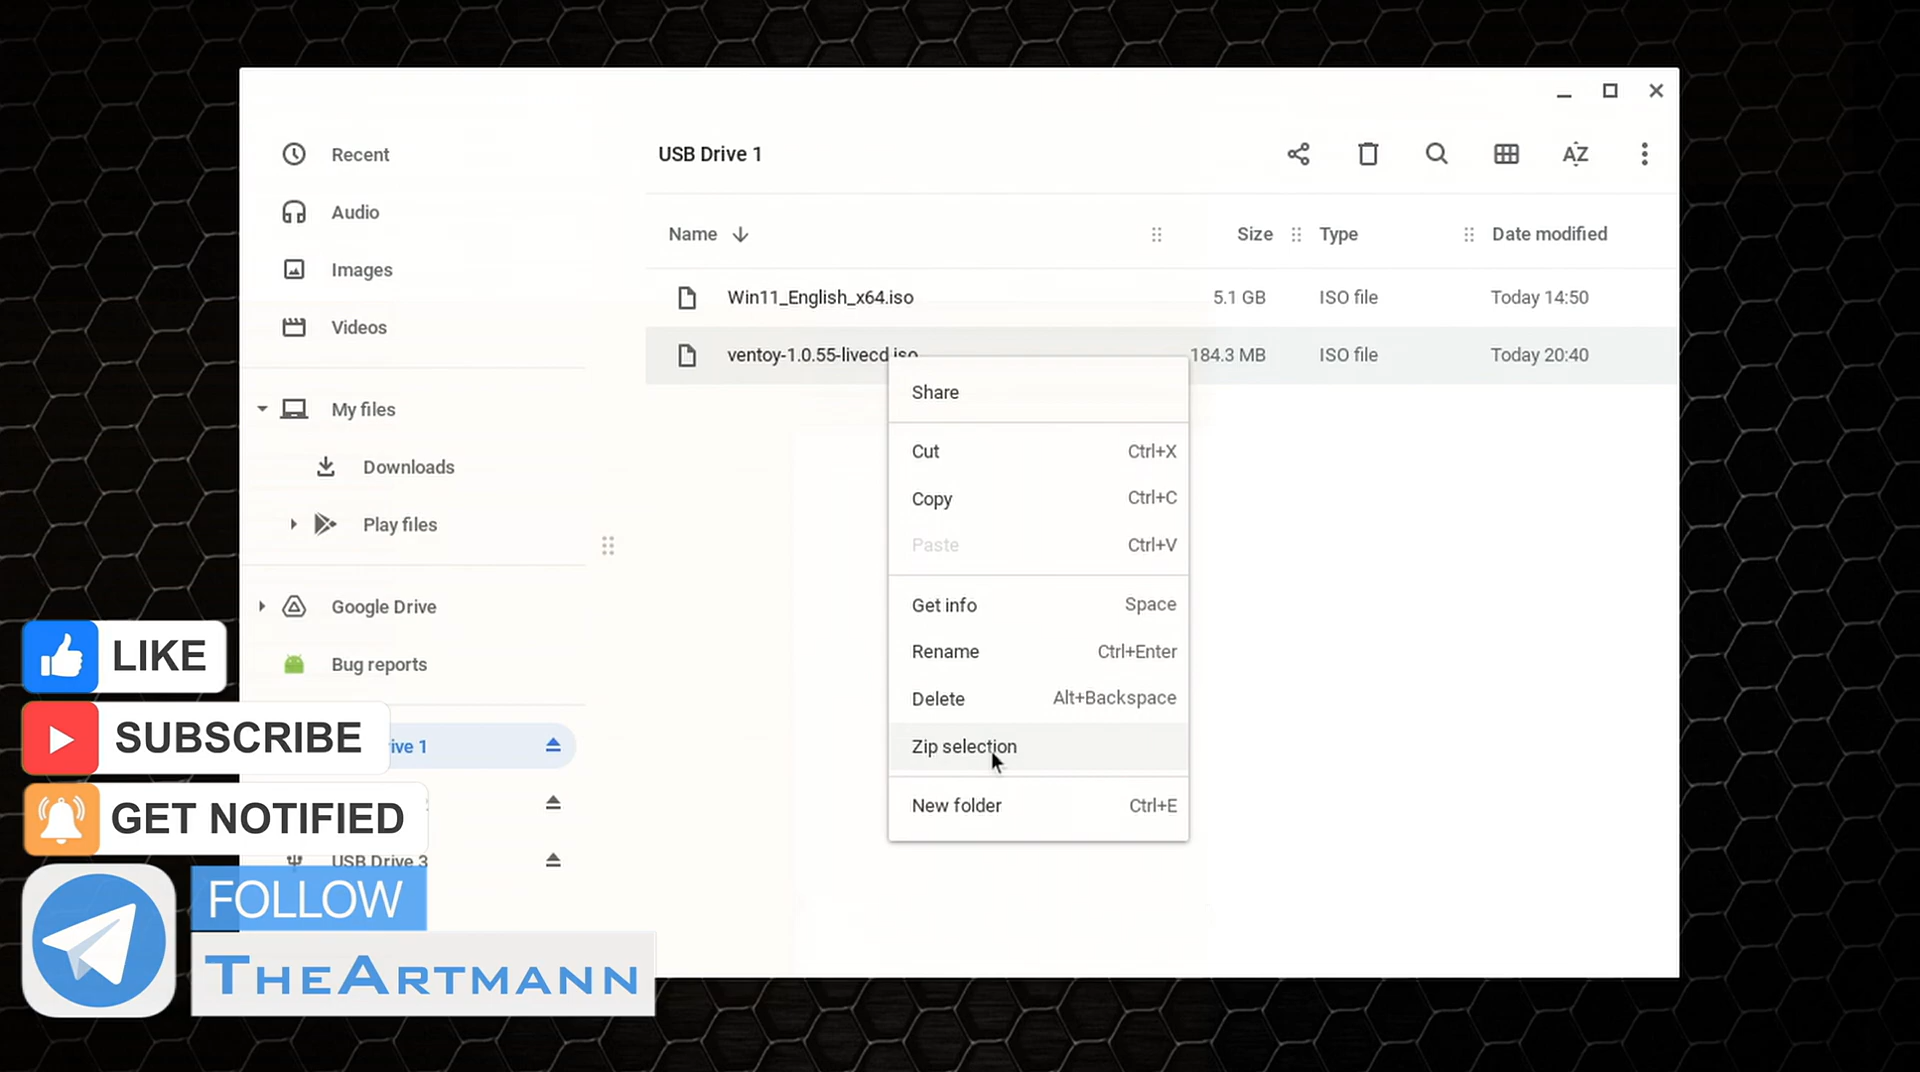 Recent
Audio
Images
Videos
My files
Downloads
Play files
Google Drive
Bug reports
ive 1
USB Drive 3
USB Drive 1
Name Size Type Date modified
Win11_English_x64.iso 5.1 GB ISO file Today 14:50
ventoy-1.0.55-livecd.iso 184.3 MB ISO file Today 20:40
Share
Cut Ctrl+X
Copy Ctrl+C
Paste Ctrl+V
Get info Space
Rename Ctrl+Enter
Delete Alt+Backspace
Zip selection
New folder Ctrl+E
LIKE
SUBSCRIBE
GET NOTIFIED
FOLLOW
THEARTMANN